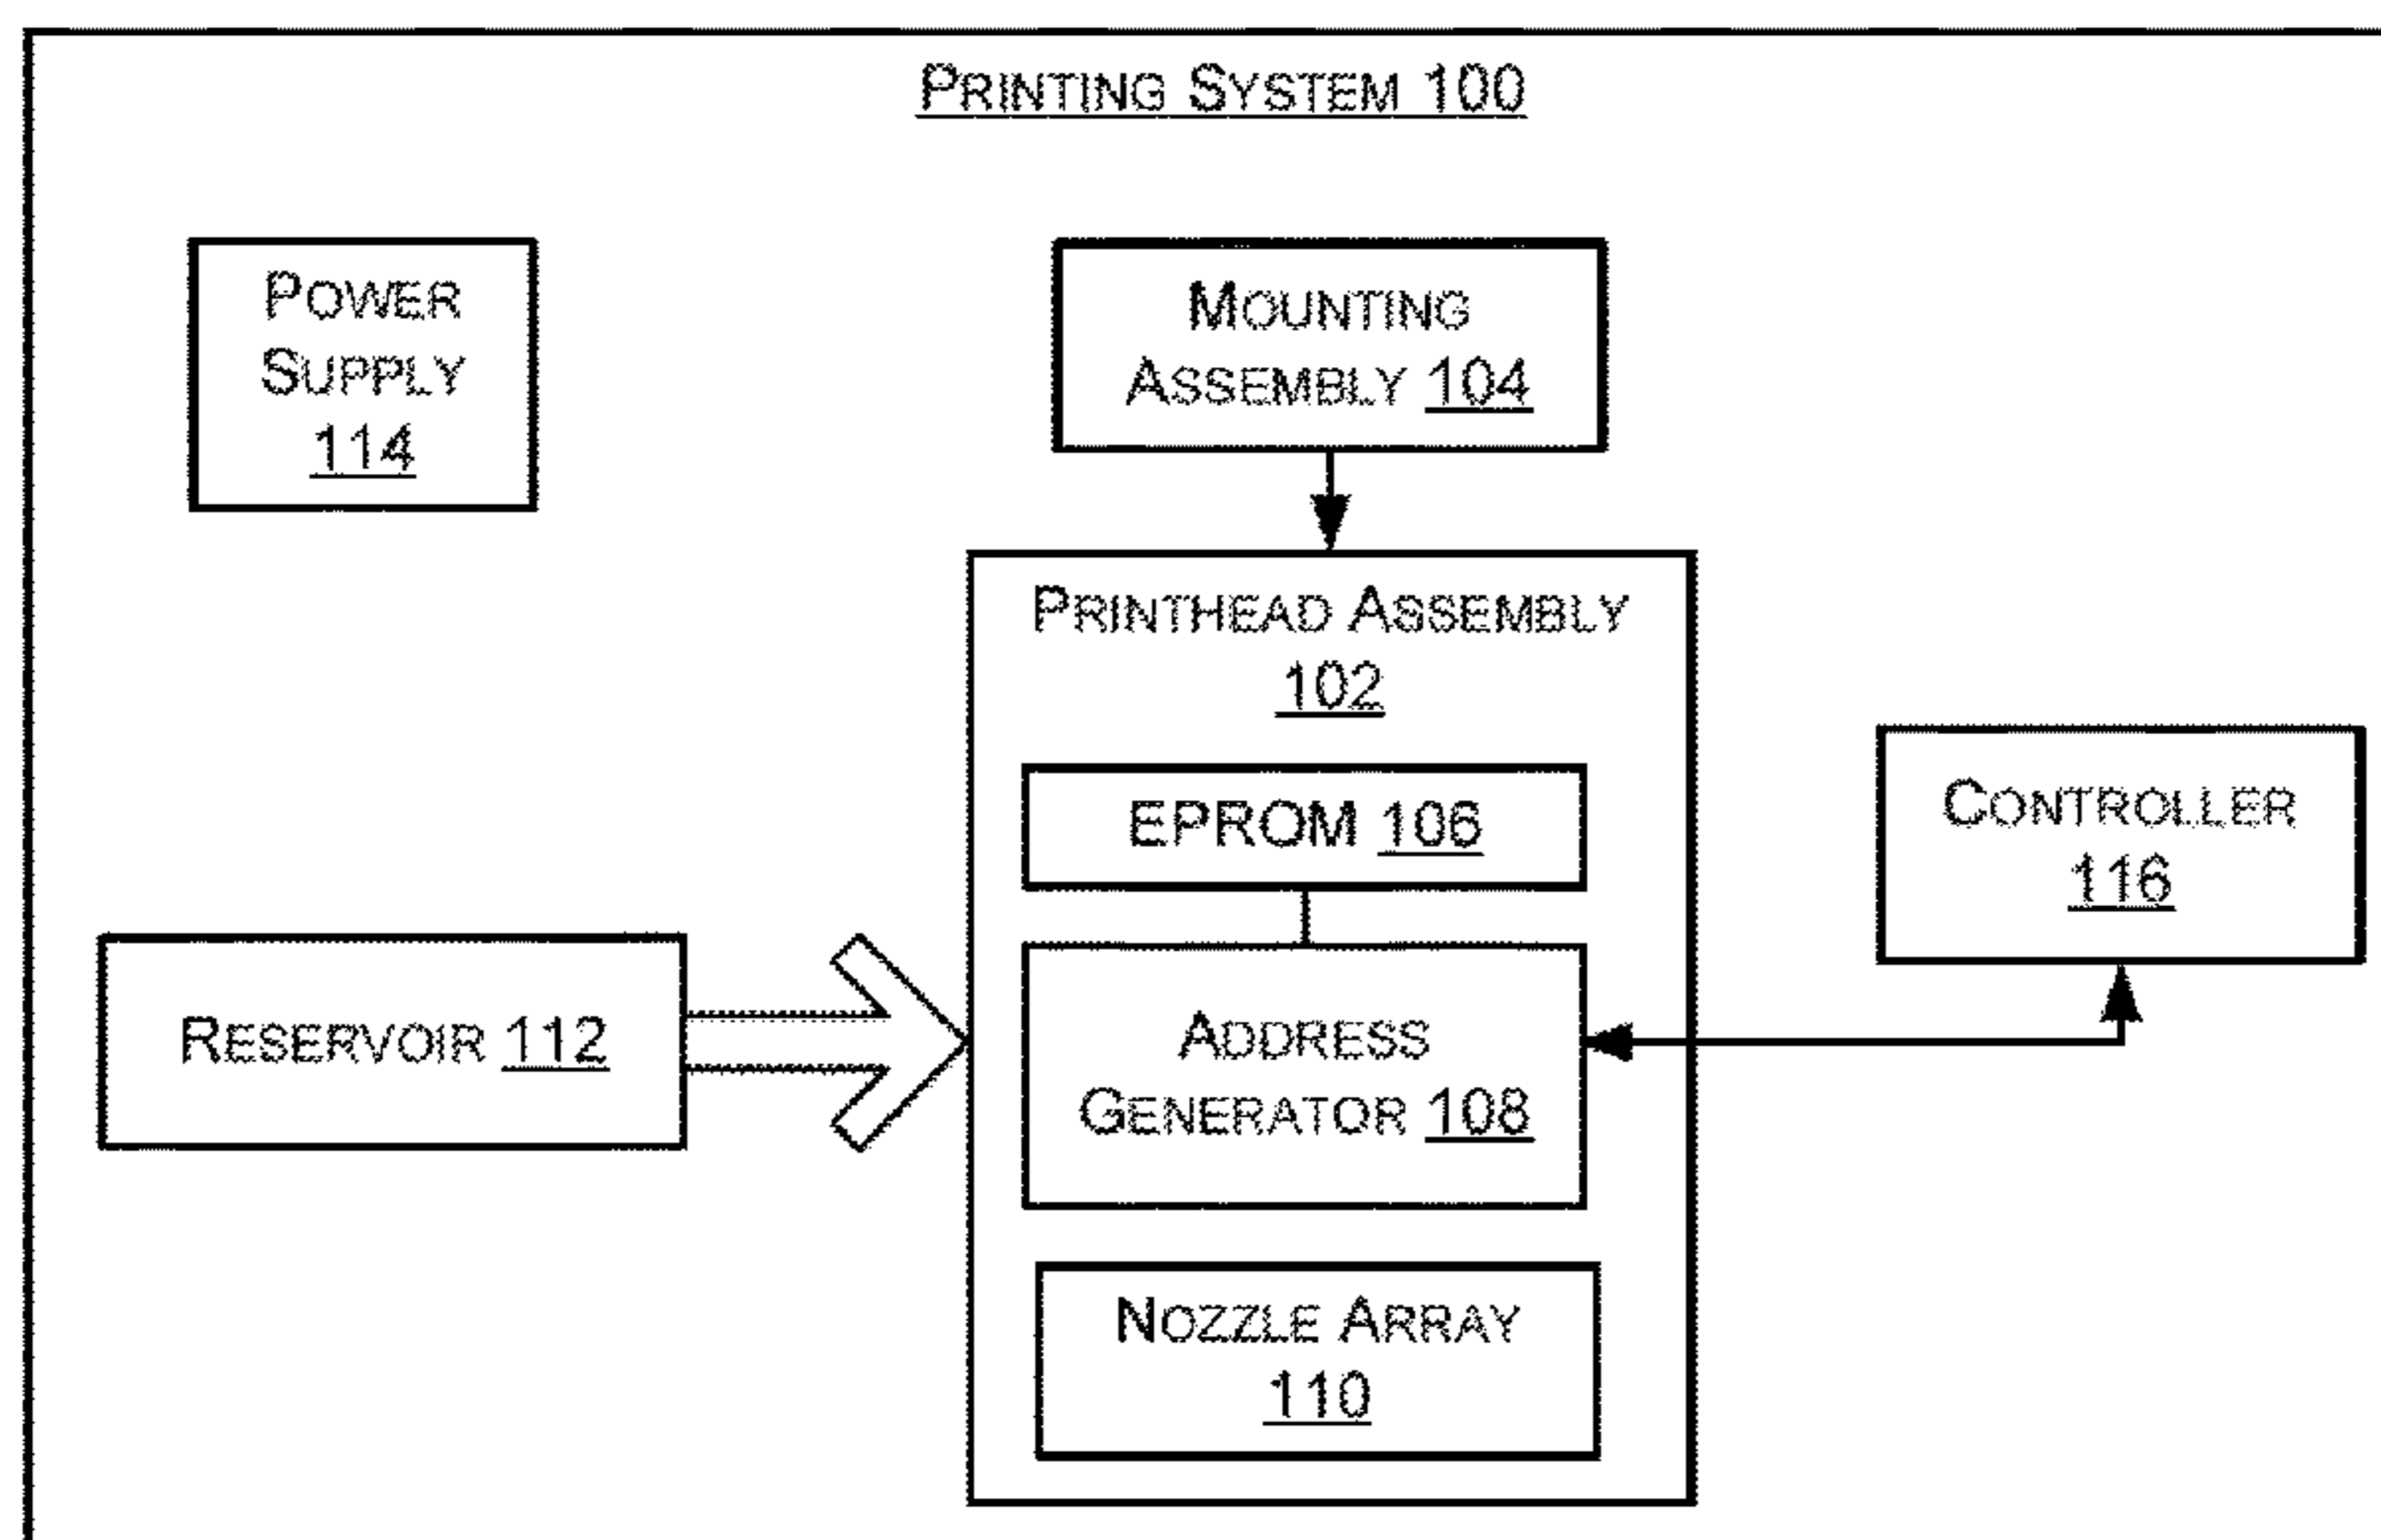 PRINTING SYSTEM 100
POWER
SUPPLY
114
MOUNTING
ASSEMBLY 104
PRINTHEAD ASSEMBLY
102
EPROM 106
CONTROLLER
116
RESERVOIR 112
ADDRESS
GENERATOR 108
NOZZLE ARRAY
110